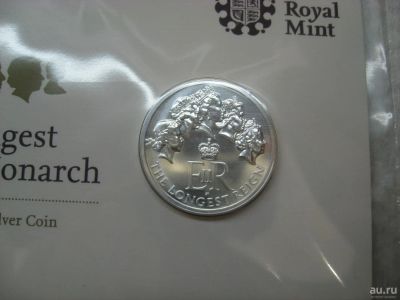 Royal
Mint
gest
onarch
lver Coin
EIIR
THE LONGEST REIGN
au.ru